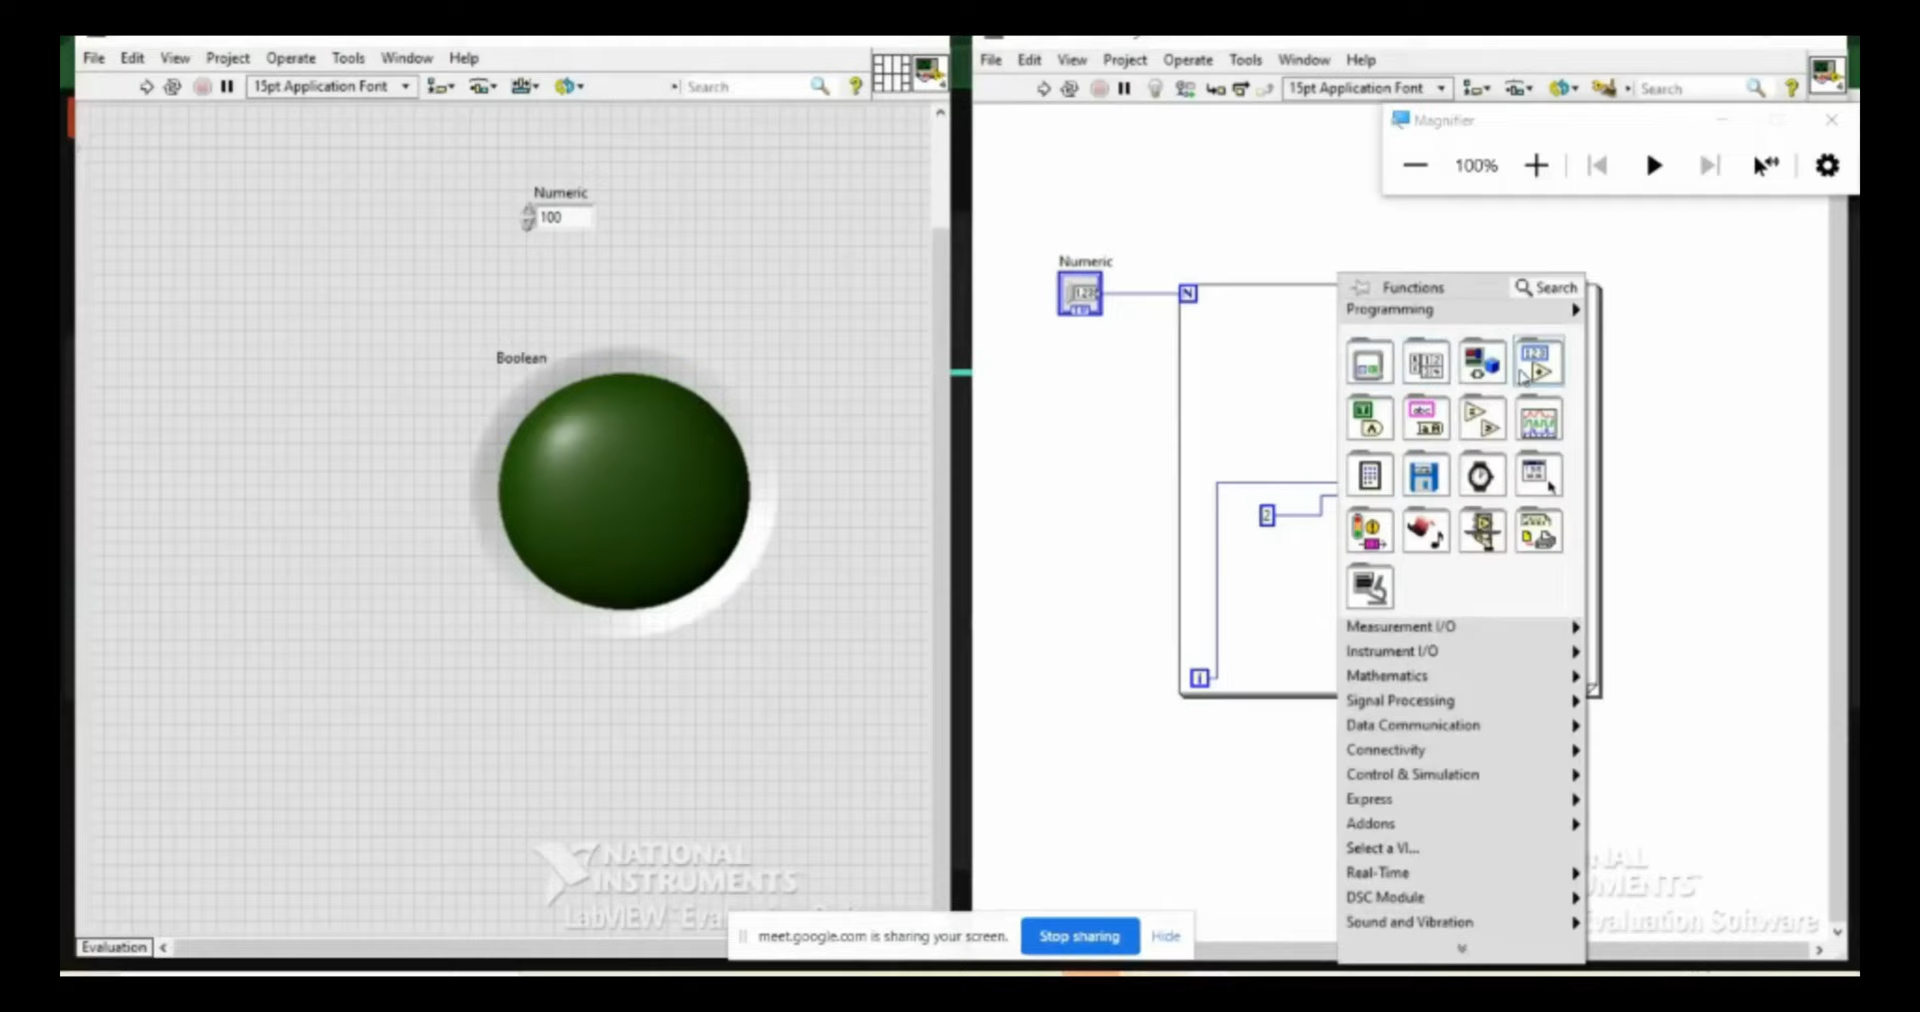 File Edit View Project Operate Tools Window Help
15pt Application Font
Search
Numeric
100
Boolean
NATIONAL
INSTRUMENTS
Evaluation
File Edit View Project Operate Tools Window Help
15pt Application Font
Search
Magnifier
100%
Numeric
123
N
2
i
Functions
Search
Programming
Measurement I/O
Instrument I/O
Mathematics
Signal Processing
Data Communication
Connectivity
Control & Simulation
Express
Addons
Select a VI...
Real-Time
DSC Module
Sound and Vibration
meet.google.com is sharing your screen.
Stop sharing
Hide